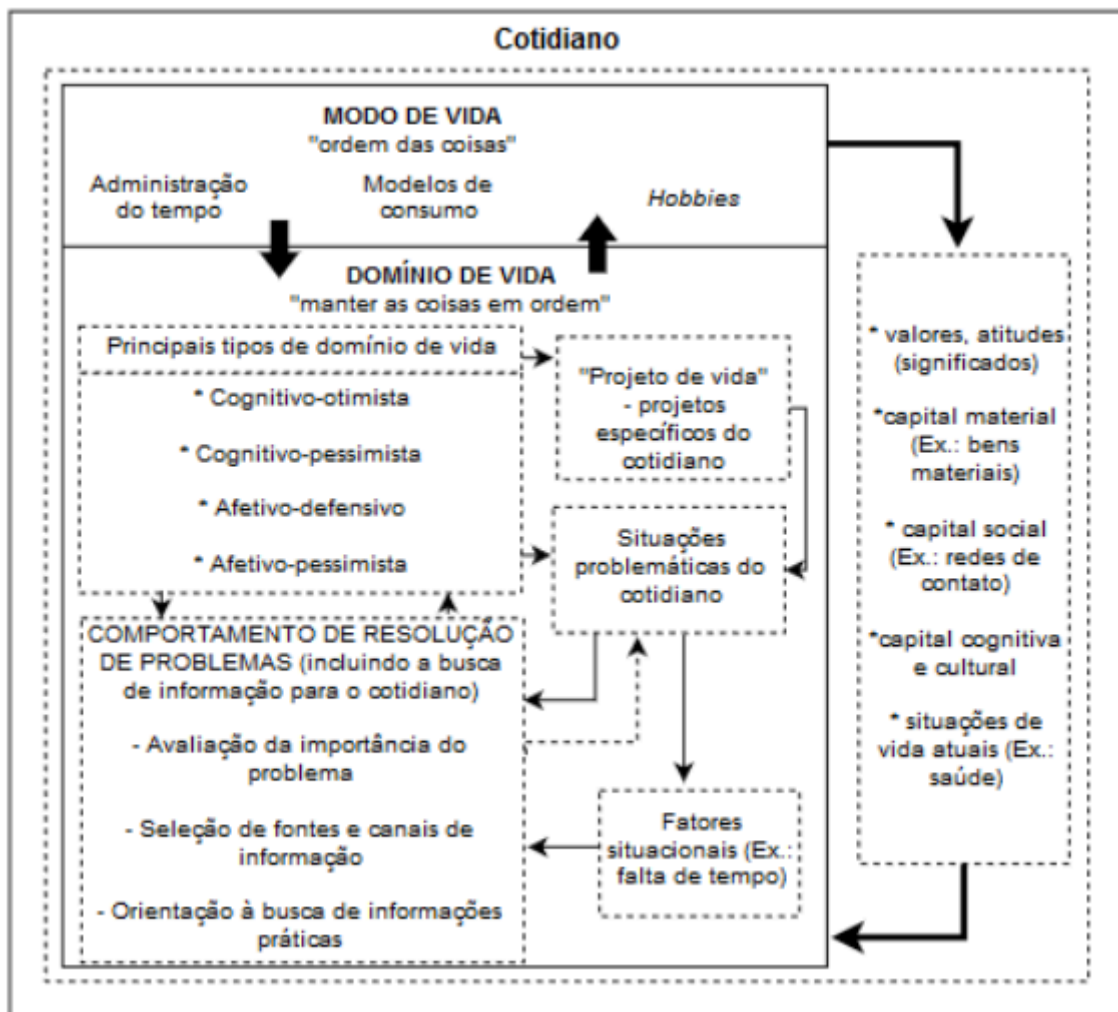 Cotidiano
MODO DE VIDA
"ordem das coisas"
Administração
do tempo
Modelos de
consumo
Hobbies
DOMÍNIO DE VIDA
"manter as coisas em ordem"
Principais tipos de domínio de vida
* Cognitivo-otimista
* Cognitivo-pessimista
* Afetivo-defensivo
* Afetivo-pessimista
"Projeto de vida"
- projetos
específicos do
cotidiano
Situações
problemáticas do
cotidiano
COMPORTAMENTO DE RESOLUÇÃO
DE PROBLEMAS (incluindo a busca
de informação para o cotidiano)
- Avaliação da importância do
problema
- Seleção de fontes e canais de
informação
- Orientação à busca de informações
práticas
Fatores
situacionais (Ex.:
falta de tempo)
* valores, atitudes
(significados)
*capital material
(Ex.: bens
materiais)
* capital social
(Ex.: redes de
contato)
*capital cognitiva
e cultural
* situações de
vida atuais (Ex.:
saúde)